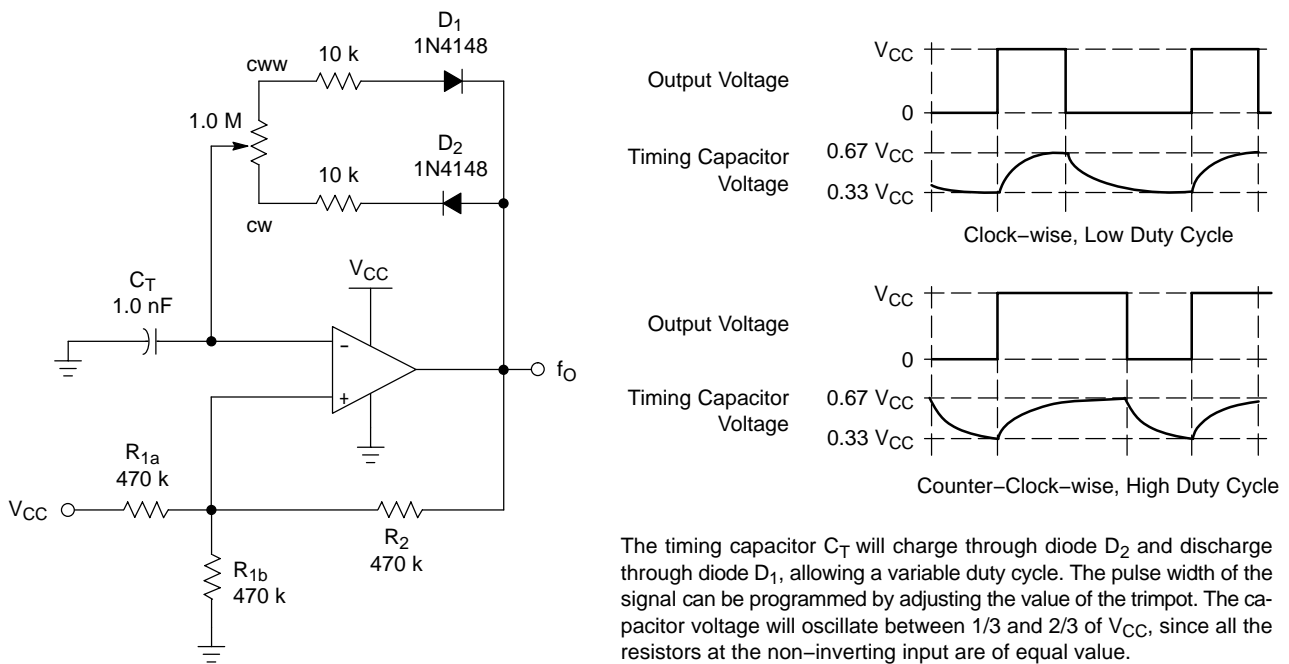 D1
1N4148
10 k
cww
1.0 M
D2
1N4148
10 k
cw
VCC
CT
1.0 nF
-
+
fO
R1a
470 k
VCC
R2
470 k
R1b
470 k
Output Voltage
VCC
0
Timing Capacitor
Voltage
0.67 VCC
0.33 VCC
Clock−wise, Low Duty Cycle
Output Voltage
VCC
0
Timing Capacitor
Voltage
0.67 VCC
0.33 VCC
Counter−Clock−wise, High Duty Cycle
The timing capacitor CT will charge through diode D2 and discharge
through diode D1, allowing a variable duty cycle. The pulse width of the
signal can be programmed by adjusting the value of the trimpot. The ca-
pacitor voltage will oscillate between 1/3 and 2/3 of VCC, since all the
resistors at the non−inverting input are of equal value.